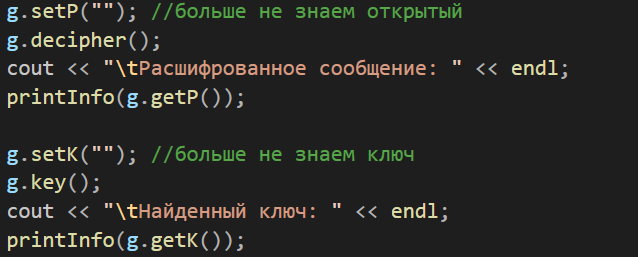 g.setP(""); //больше не знаем открытый
g.decipher();
cout << "\tРасшифрованное сообщение: " << endl;
printInfo(g.getP());
g.setK(""); //больше не знаем ключ
g.key();
cout << "\tНайденный ключ: " << endl;
printInfo(g.getK());